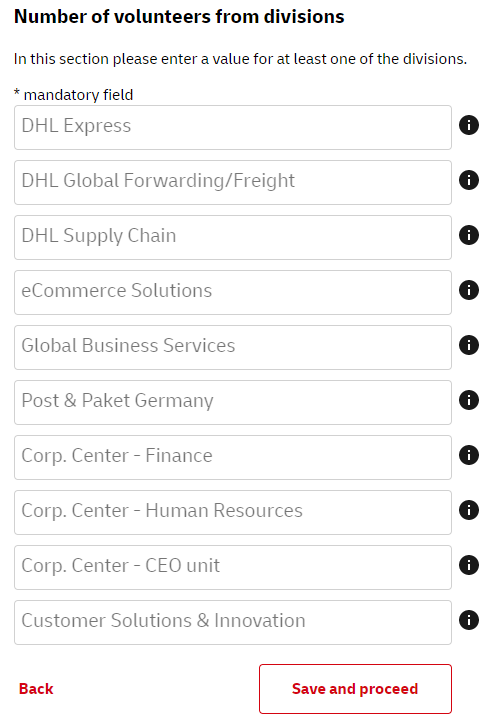 Number of volunteers from divisions
In this section please enter a value for at least one of the divisions.
* mandatory field
DHL Express
DHL Global Forwarding/Freight
DHL Supply Chain
eCommerce Solutions
Global Business Services
Post & Paket Germany
Corp. Center - Finance
Corp. Center - Human Resources
Corp. Center - CEO unit
Customer Solutions & Innovation
Back
Save and proceed